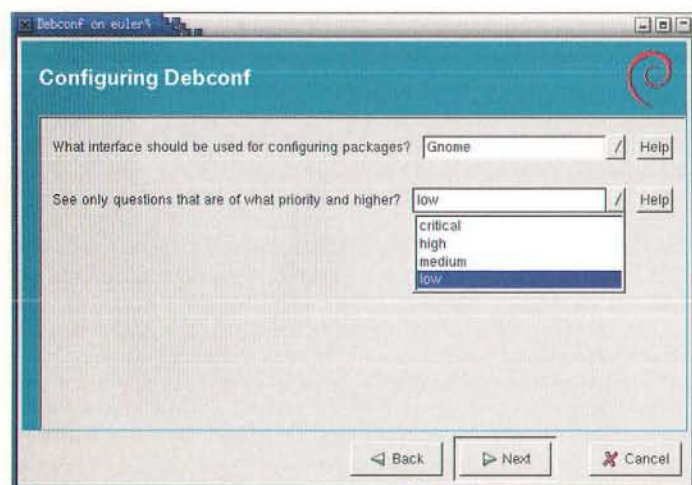 Debconf on euler%
Configuring Debconf
What interface should be used for configuring packages? Gnome Help
See only questions that are of what priority and higher? low Help
critical
high
medium
low
Back Next Cancel